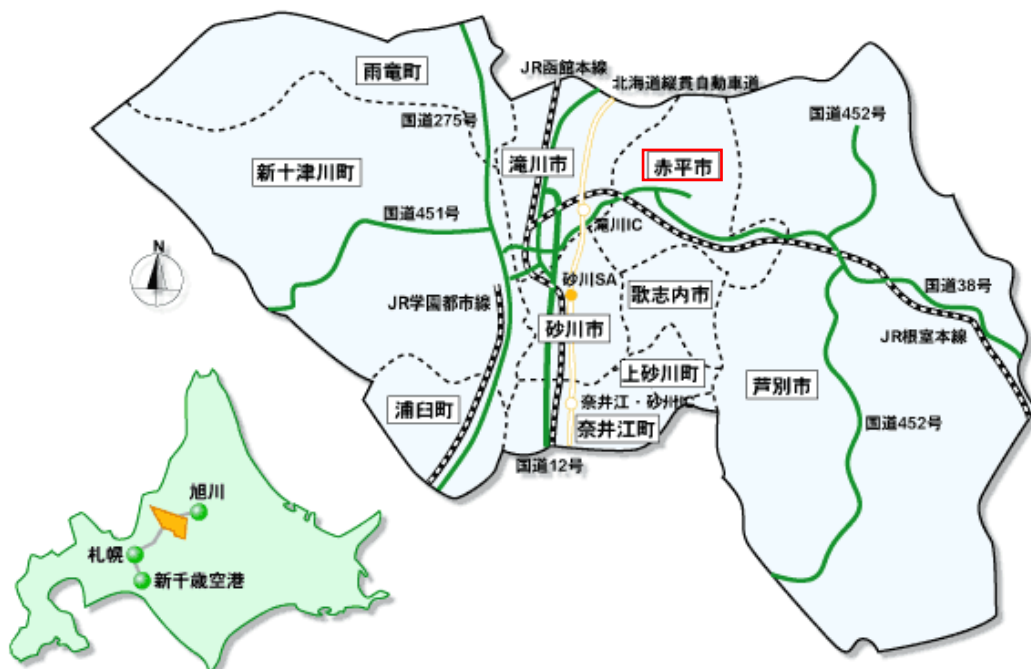 JR函館本線
雨竜町
北海道縦貫自動車道
国道275号
国道452号
滝川市
赤平市
新十津川町
国道451号
滝川IC
N
砂川SA
歌志内市
国道38号
JR学園都市線
砂川市
JR根室本線
上砂川町
芦別市
浦臼町
奈井江・砂川IC
奈井江町
国道452号
国道12号
旭川
札幌
新千歳空港